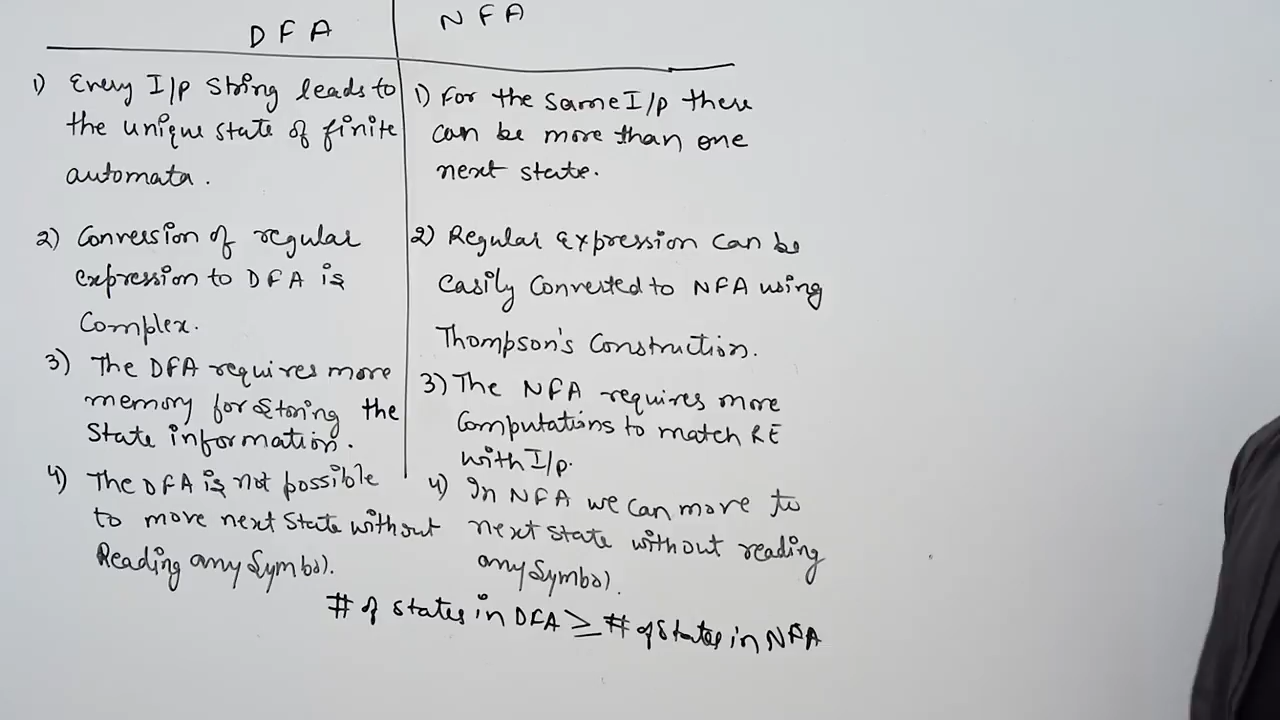 DFA
NFA
1) Every I/p string leads to
the unique state of finite
automata.
2) Conversion of regular
expression to DFA is
Complex.
3) The DFA requires more
memory for storing the
State information.
4) The DFA is not possible
to move next state without
Reading any Symbol.
1) For the same I/p there
can be more than one
next state.
2) Regular Expression can be
easily Converted to NFA using
Thompson's Construction.
3) The NFA requires more
Computations to match RE
with I/p.
4) In NFA we can move to
next state without reading
any Symbol.
# of states in DFA ≥ # of States in NFA